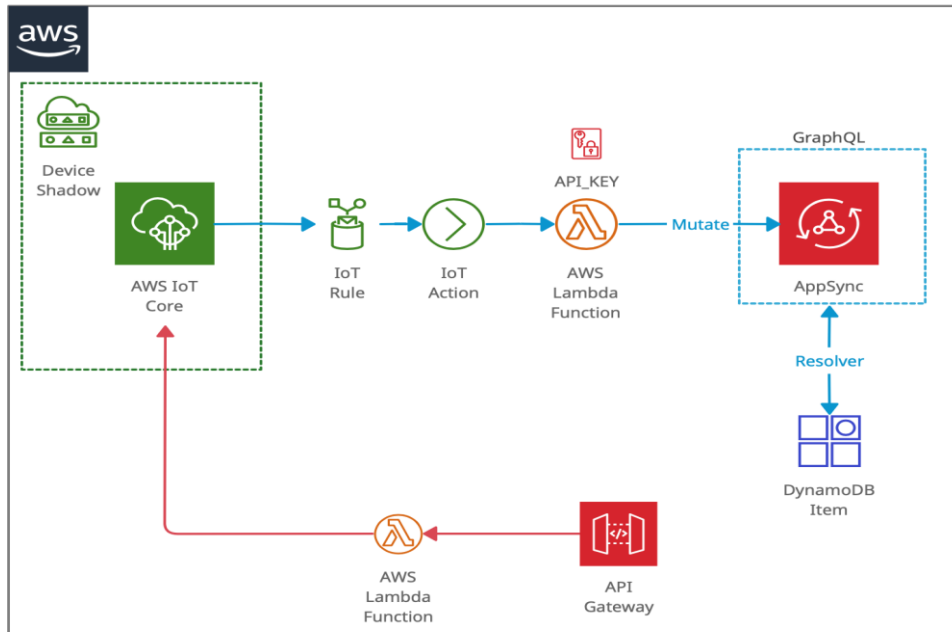 aws
Device
Shadow
AWS IoT
Core
IoT
Rule
IoT
Action
API_KEY
AWS
Lambda
Function
Mutate
GraphQL
AppSync
Resolver
DynamoDB
Item
AWS
Lambda
Function
API
Gateway